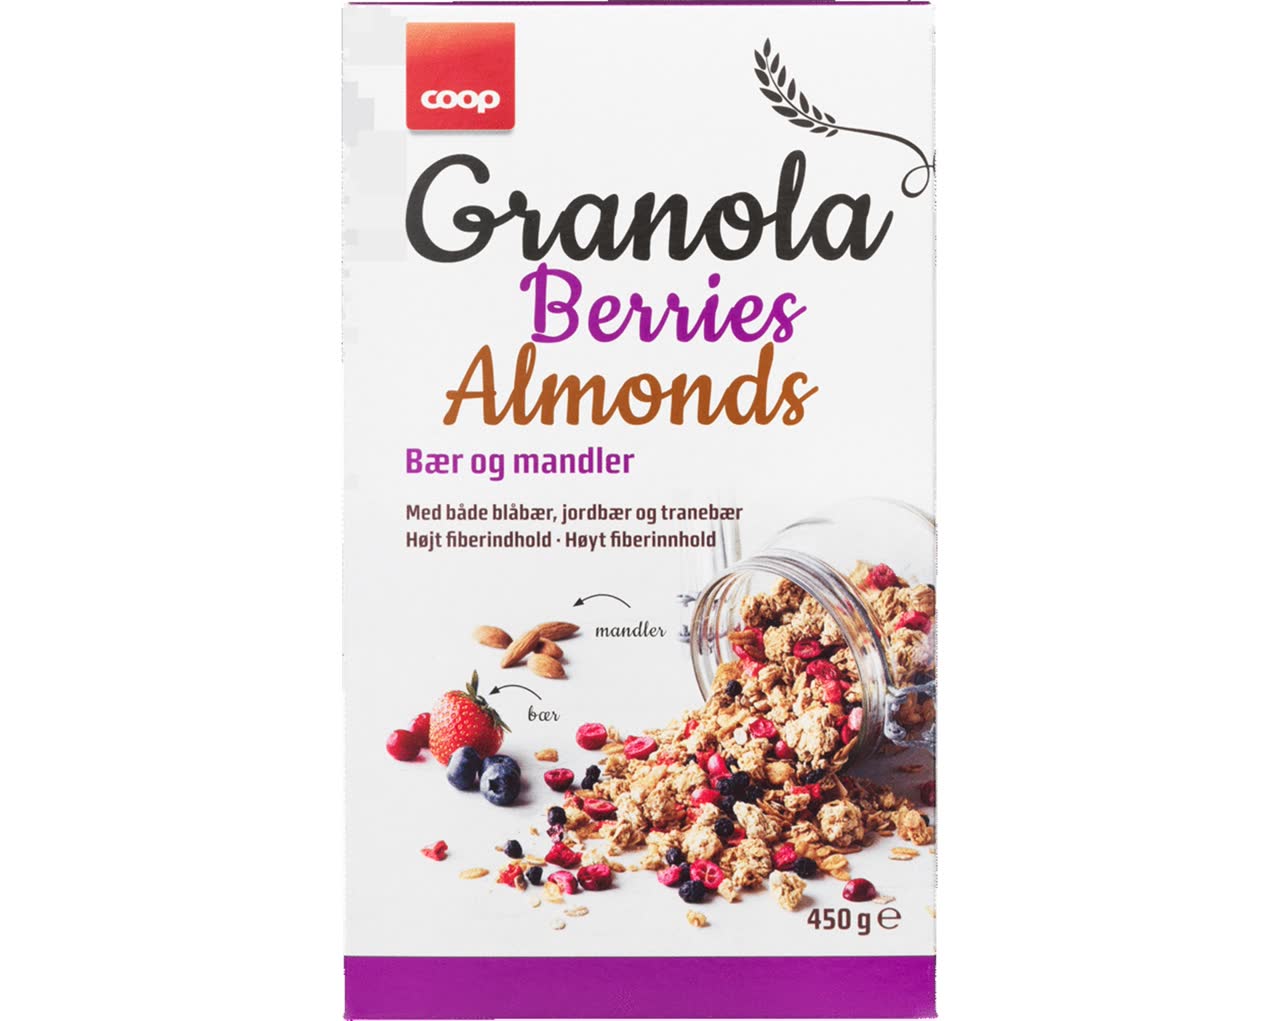 coop
Granola
Berries
Almonds
Bær og mandler
Med både blåbær, jordbær og tranebær
Højt fiberindhold · Høyt fiberinnhold
mandler
bær
450 g ℮